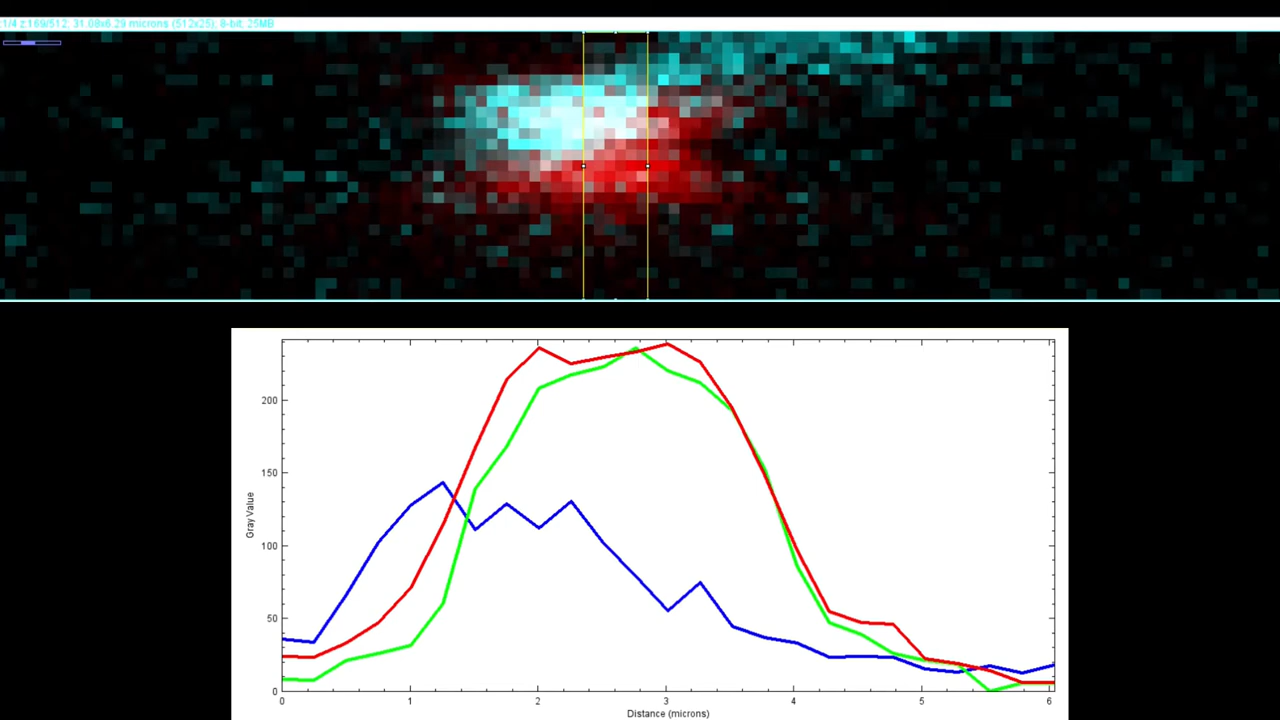 :1/4 z:169/512; 31.08x6.29 microns (512x25); 8-bit; 25MB
200
150
100
50
0
Gray Value
0 1 2 3 4 5 6
Distance (microns)